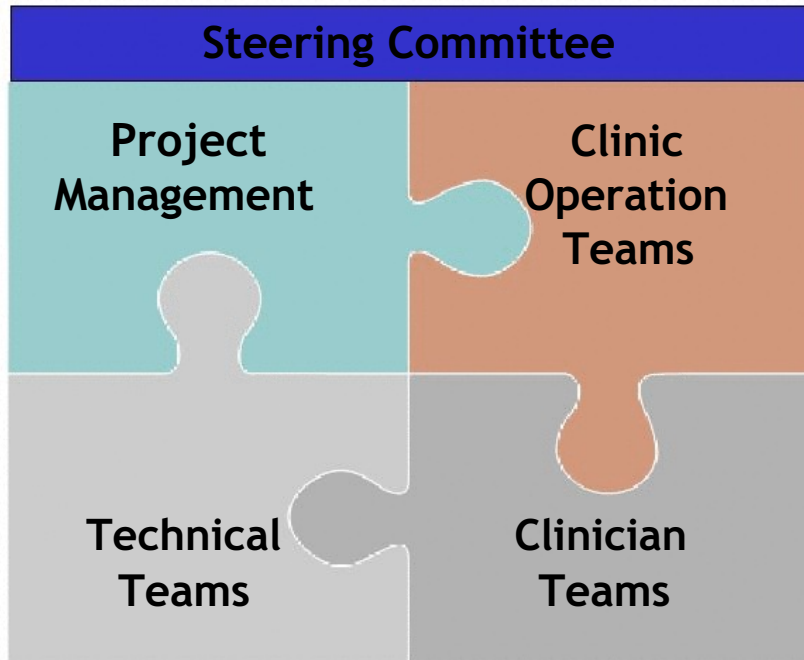 Steering Committee
Project
Management
Clinic
Operation
Teams
Technical
Teams
Clinician
Teams